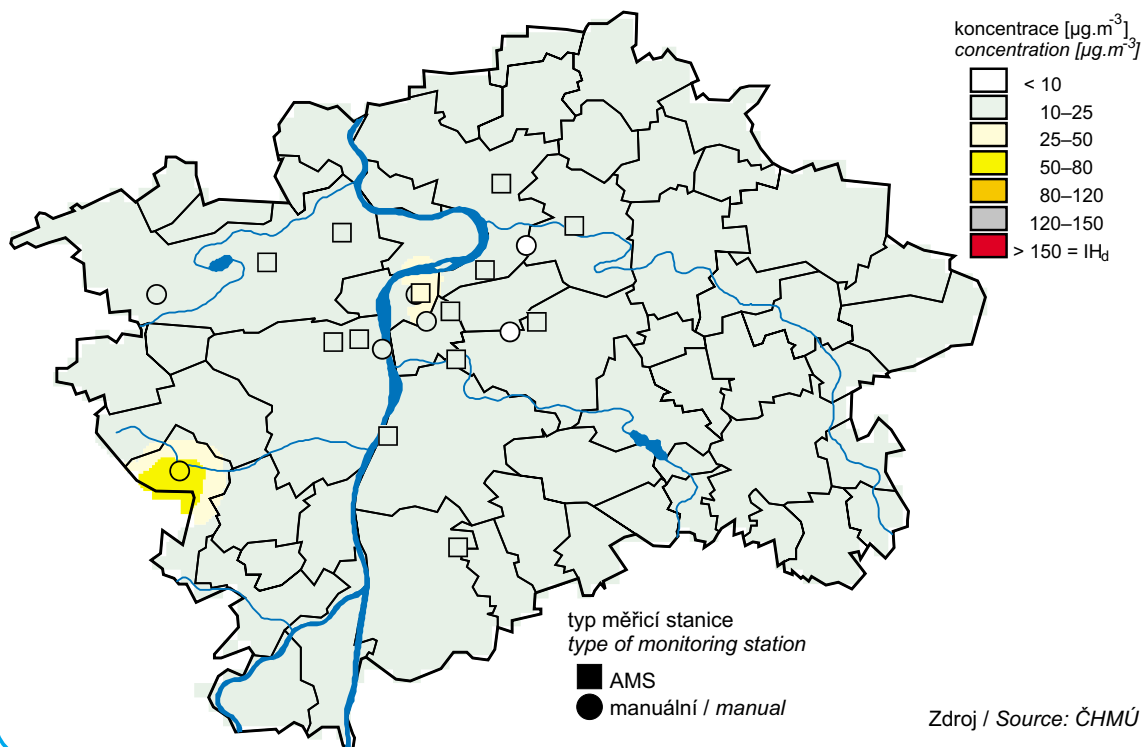 koncentrace [µg.m⁻³]
concentration [µg.m⁻³]
< 10
10–25
25–50
50–80
80–120
120–150
> 150 = IHd
typ měřicí stanice
type of monitoring station
AMS
manuální / manual
Zdroj / Source: ČHMÚ